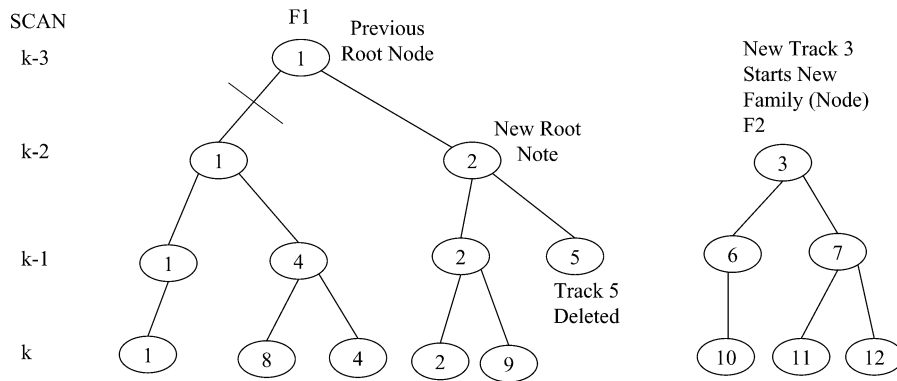 SCAN
F1
Previous
Root Node
k-3
1
New Track 3
Starts New
Family (Node)
F2
k-2
1
2
New Root
Note
3
k-1
1
4
2
5
6
7
Track 5
Deleted
k
1
8
4
2
9
10
11
12